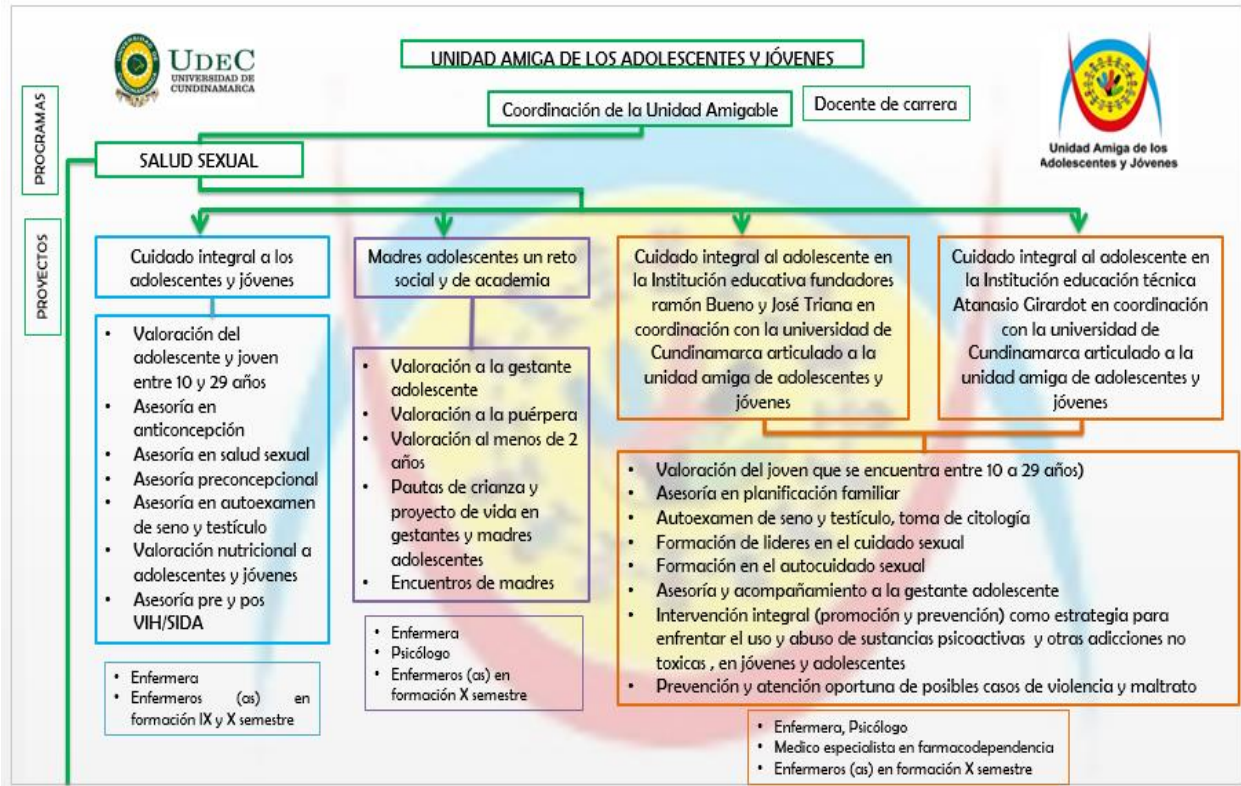 UDEC
UNIVERSIDAD DE
CUNDINAMARCA
UNIDAD AMIGA DE LOS ADOLESCENTES Y JÓVENES
Unidad Amiga de los
Adolescentes y Jóvenes
PROGRAMAS
Coordinación de la Unidad Amigable
Docente de carrera
SALUD SEXUAL
PROYECTOS
Cuidado integral a los
adolescentes y jóvenes
• Valoración del
adolescente y joven
entre 10 y 29 años
• Asesoría en
anticoncepción
• Asesoría en salud sexual
• Asesoría preconcepcional
• Asesoría en autoexamen
de seno y testículo
• Valoración nutricional a
adolescentes y jóvenes
• Asesoría pre y pos
VIH/SIDA
• Enfermera
• Enfermeros (as) en
formación IX y X semestre
Madres adolescentes un reto
social y de academia
• Valoración a la gestante
adolescente
• Valoración a la puérpera
• Valoración al menos de 2
años
• Pautas de crianza y
proyecto de vida en
gestantes y madres
adolescentes
• Encuentros de madres
• Enfermera
• Psicólogo
• Enfermeros (as) en
formación X semestre
Cuidado integral al adolescente en
la Institución educativa fundadores
ramón Bueno y José Triana en
coordinación con la universidad de
Cundinamarca articulado a la
unidad amiga de adolescentes y
jóvenes
Cuidado integral al adolescente en
la Institución educación técnica
Atanasio Girardot en coordinación
con la universidad de
Cundinamarca articulado a la
unidad amiga de adolescentes y
jóvenes
• Valoración del joven que se encuentra entre 10 a 29 años)
• Asesoría en planificación familiar
• Autoexamen de seno y testículo, toma de citología
• Formación de lideres en el cuidado sexual
• Formación en el autocuidado sexual
• Asesoría y acompañamiento a la gestante adolescente
• Intervención integral (promoción y prevención) como estrategia para
enfrentar el uso y abuso de sustancias psicoactivas y otras adicciones no
toxicas , en jóvenes y adolescentes
• Prevención y atención oportuna de posibles casos de violencia y maltrato
• Enfermera, Psicólogo
• Medico especialista en farmacodependencia
• Enfermeros (as) en formación X semestre